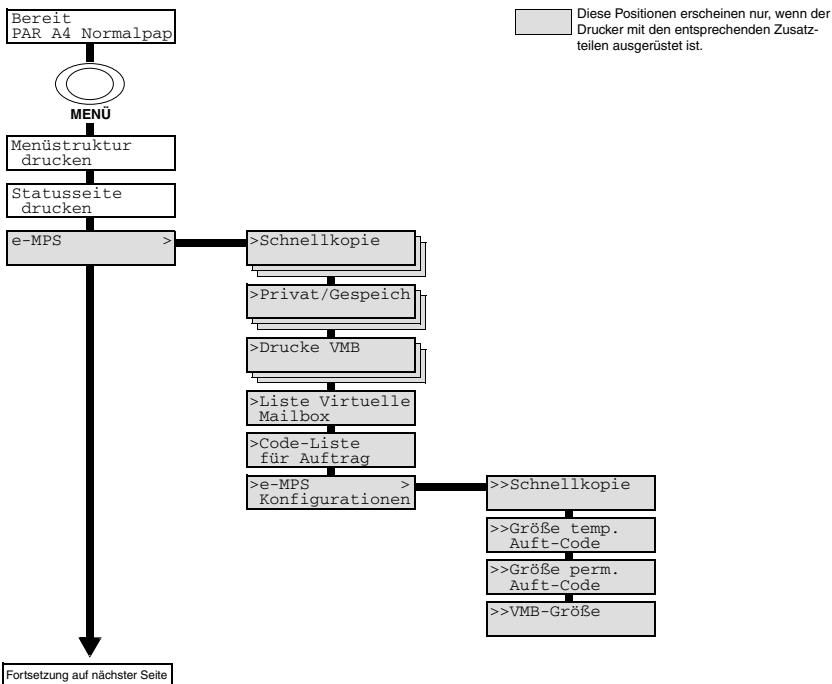 Bereit
PAR A4 Normalpap
Diese Positionen erscheinen nur, wenn der
Drucker mit den entsprechenden Zusatz-
teilen ausgerüstet ist.
MENÜ
Menüstruktur
drucken
Statusseite
drucken
e-MPS >
>Schnellkopie
>Privat/Gespeich
>Drucke VMB
>Liste Virtuelle
Mailbox
>Code-Liste
für Auftrag
>e-MPS >
Konfigurationen
>>Schnellkopie
>>Größe temp.
Auft-Code
>>Größe perm.
Auft-Code
>>VMB-Größe
Fortsetzung auf nächster Seite